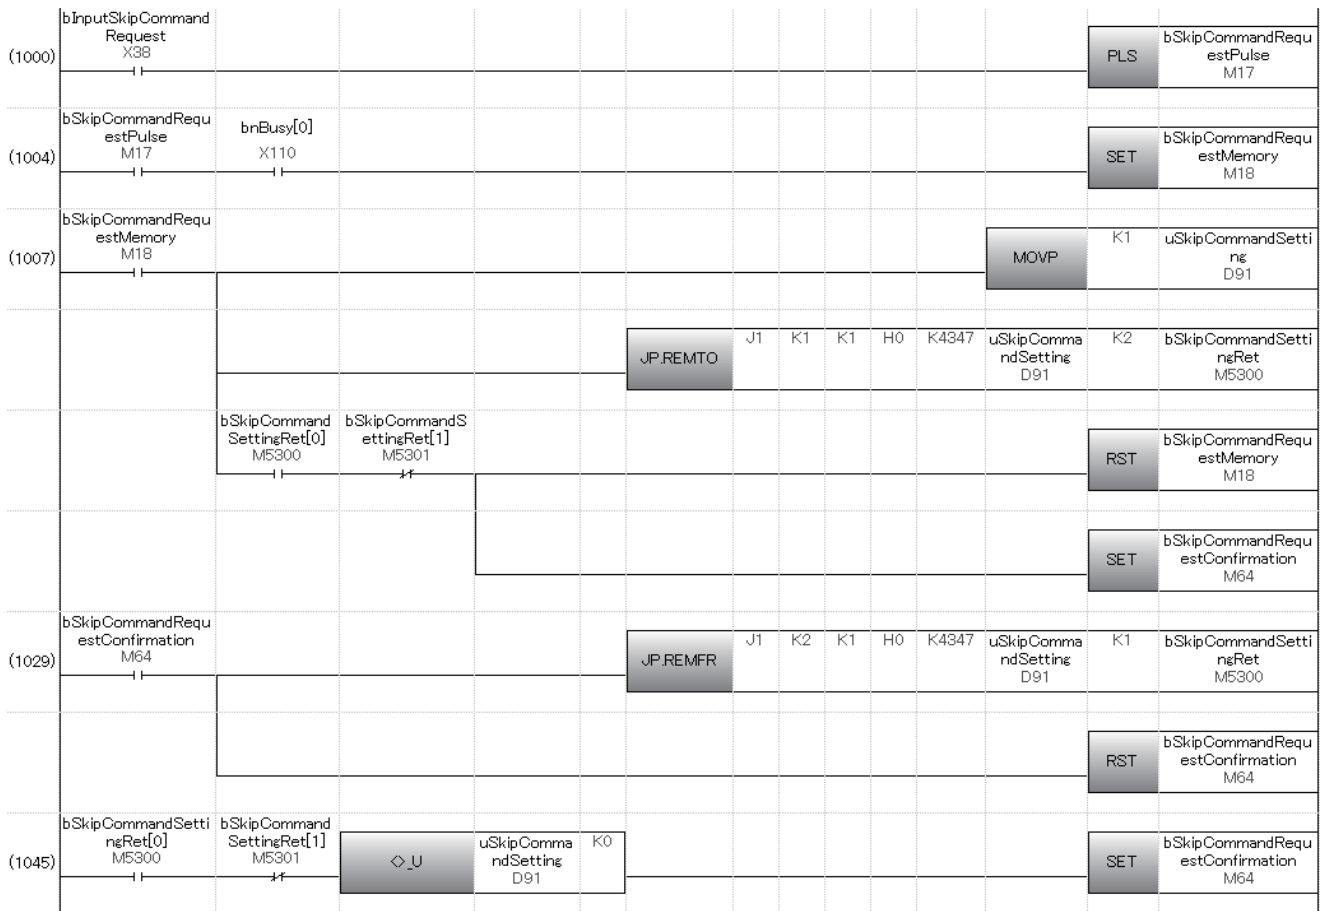 bInputSkipCommand
Request
X38
(1000)
PLS
bSkipCommandRequ
estPulse
M17
bSkipCommandRequ
estPulse
M17
bnBusy[0]
X110
(1004)
SET
bSkipCommandRequ
estMemory
M18
bSkipCommandRequ
estMemory
M18
(1007)
MOVP
K1
uSkipCommandSetti
ng
D91
JP.REMTO
J1
K1
K1
H0
K4347
uSkipComma
ndSetting
D91
K2
bSkipCommandSetti
ngRet
M5300
bSkipCommand
SettingRet[0]
M5300
bSkipCommandS
ettingRet[1]
M5301
RST
bSkipCommandRequ
estMemory
M18
SET
bSkipCommandRequ
estConfirmation
M64
bSkipCommandRequ
estConfirmation
M64
(1029)
JP.REMFR
J1
K2
K1
H0
K4347
uSkipComma
ndSetting
D91
K1
bSkipCommandSetti
ngRet
M5300
RST
bSkipCommandRequ
estConfirmation
M64
bSkipCommandSetti
ngRet[0]
M5300
bSkipCommand
SettingRet[1]
M5301
(1045)
<>_U
uSkipComma
ndSetting
D91
K0
SET
bSkipCommandRequ
estConfirmation
M64